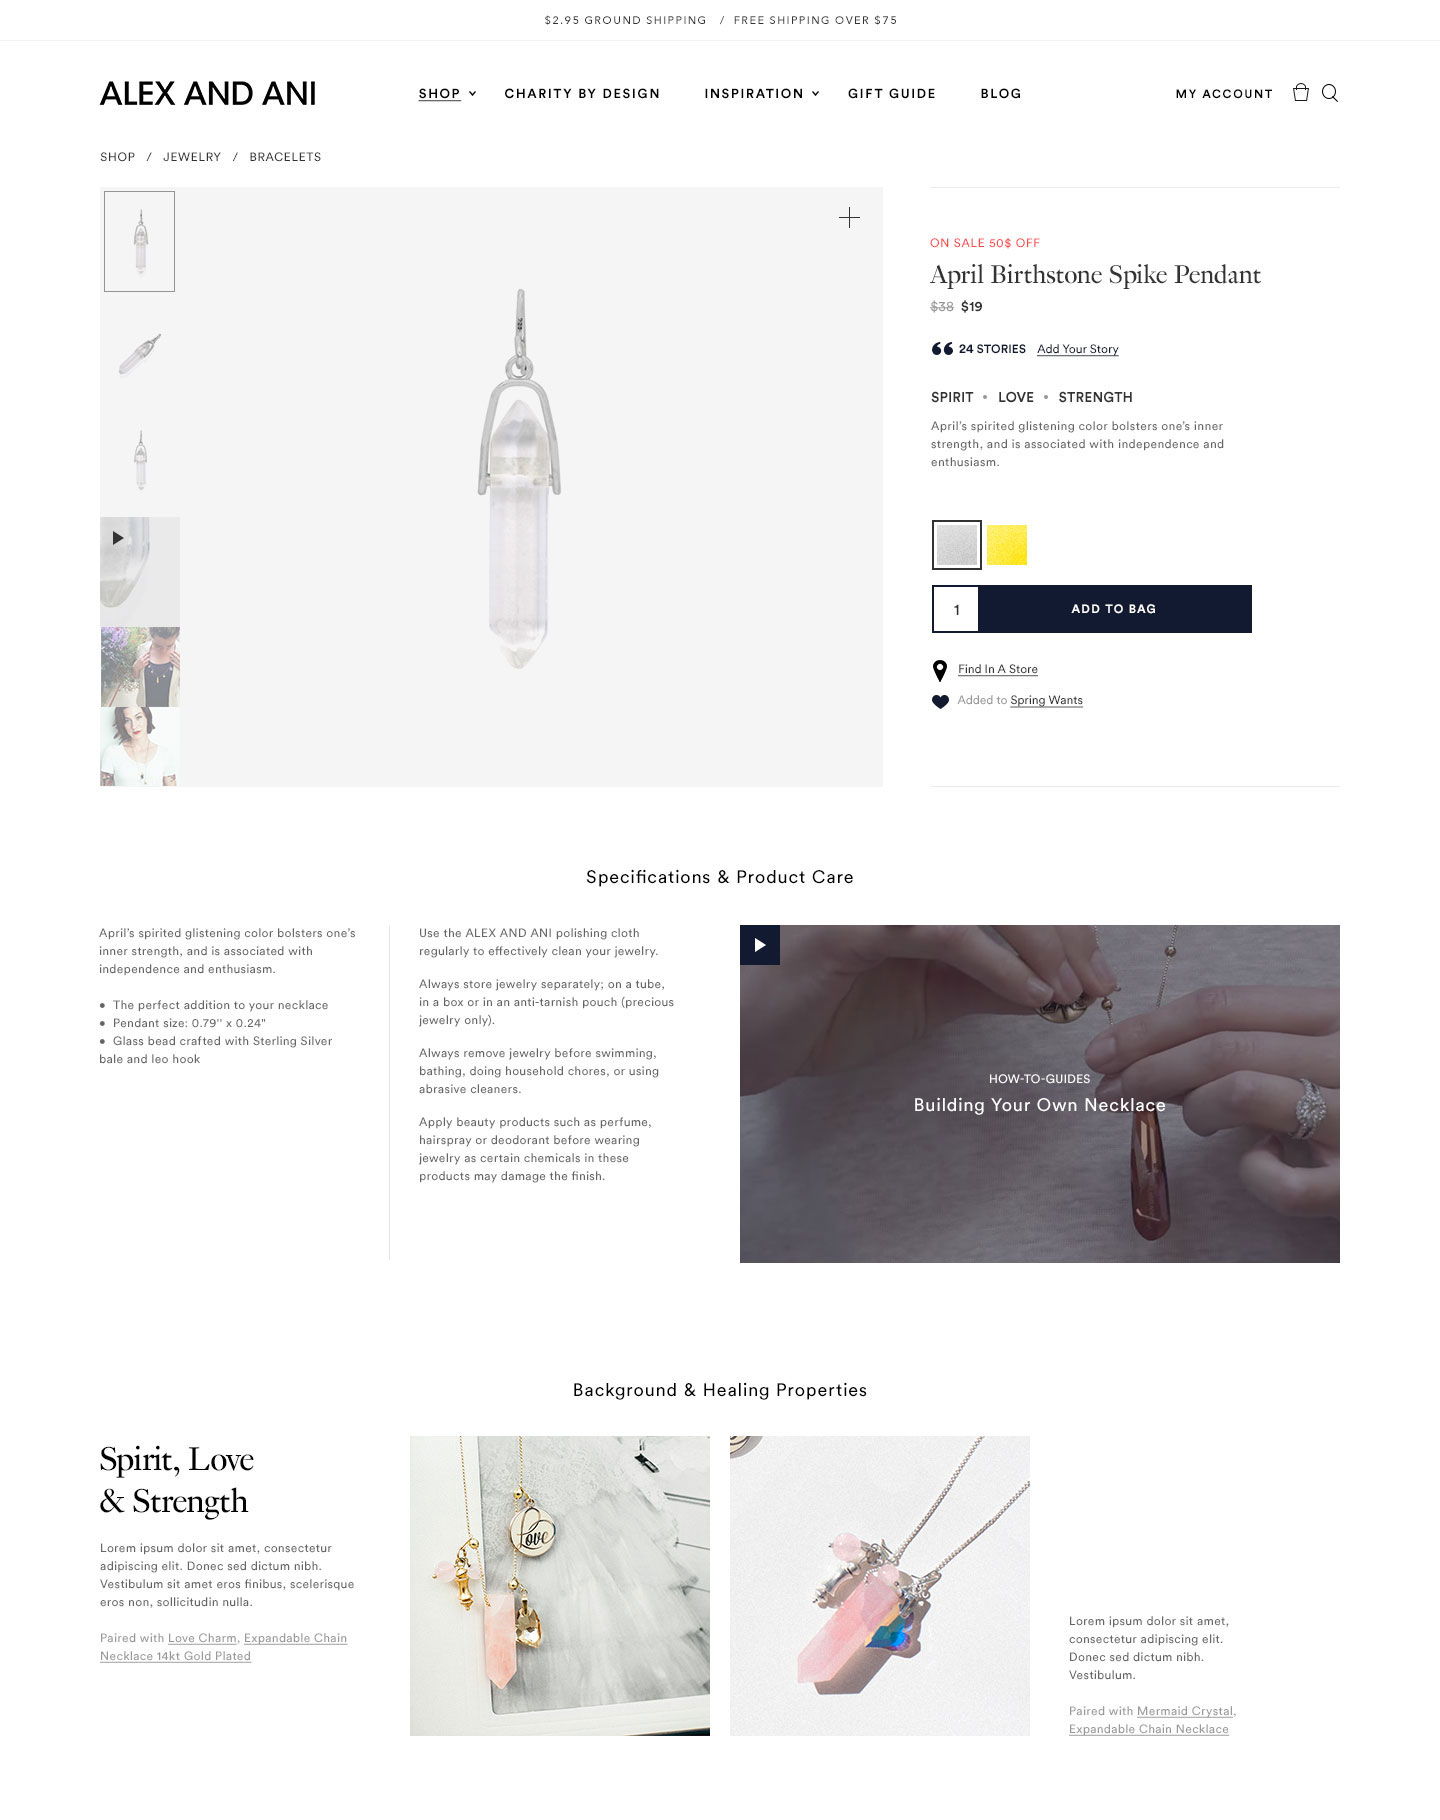 $2.95 GROUND SHIPPING / FREE SHIPPING OVER $75
ALEX AND ANI
SHOP CHARITY BY DESIGN INSPIRATION GIFT GUIDE BLOG
MY ACCOUNT
SHOP / JEWELRY / BRACELETS
925
ON SALE 50$ OFF
April Birthstone Spike Pendant
$38 $19
24 STORIES Add Your Story
SPIRIT • LOVE • STRENGTH
April's spirited glistening color bolsters one's inner
strength, and is associated with independence and
enthusiasm.
1 ADD TO BAG
Find In A Store
Added to Spring Wants
Specifications & Product Care
April's spirited glistening color bolsters one's
inner strength, and is associated with
independence and enthusiasm.
• The perfect addition to your necklace
• Pendant size: 0.79'' x 0.24"
• Glass bead crafted with Sterling Silver
bale and leo hook
Use the ALEX AND ANI polishing cloth
regularly to effectively clean your jewelry.
Always store jewelry separately; on a tube,
in a box or in an anti-tarnish pouch (precious
jewelry only).
Always remove jewelry before swimming,
bathing, doing household chores, or using
abrasive cleaners.
Apply beauty products such as perfume,
hairspray or deodorant before wearing
jewelry as certain chemicals in these
products may damage the finish.
HOW-TO-GUIDES
Building Your Own Necklace
Background & Healing Properties
Spirit, Love
& Strength
Lorem ipsum dolor sit amet, consectetur
adipiscing elit. Donec sed dictum nibh.
Vestibulum sit amet eros finibus, scelerisque
eros non, sollicitudin nulla.
Paired with Love Charm, Expandable Chain
Necklace 14kt Gold Plated
Love
Lorem ipsum dolor sit amet,
consectetur adipiscing elit.
Donec sed dictum nibh.
Vestibulum.
Paired with Mermaid Crystal,
Expandable Chain Necklace